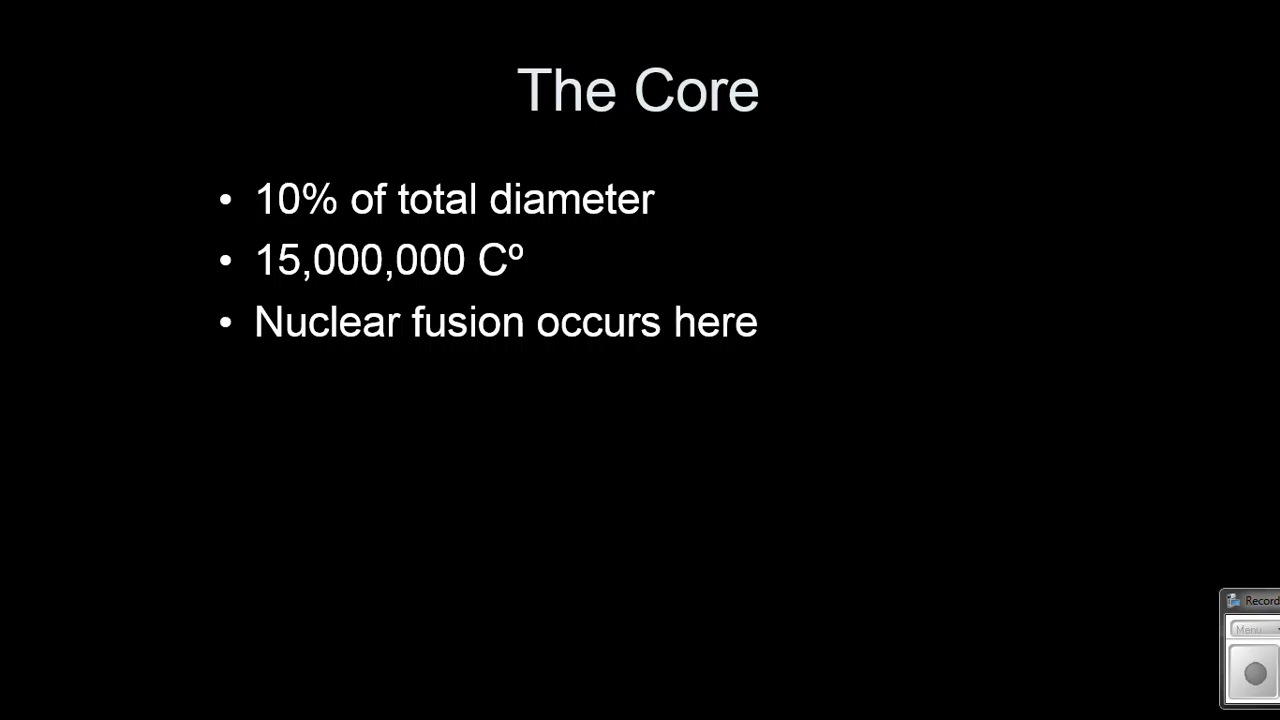 The Core
• 10% of total diameter
• 15,000,000 Cº
• Nuclear fusion occurs here
Record
Menu